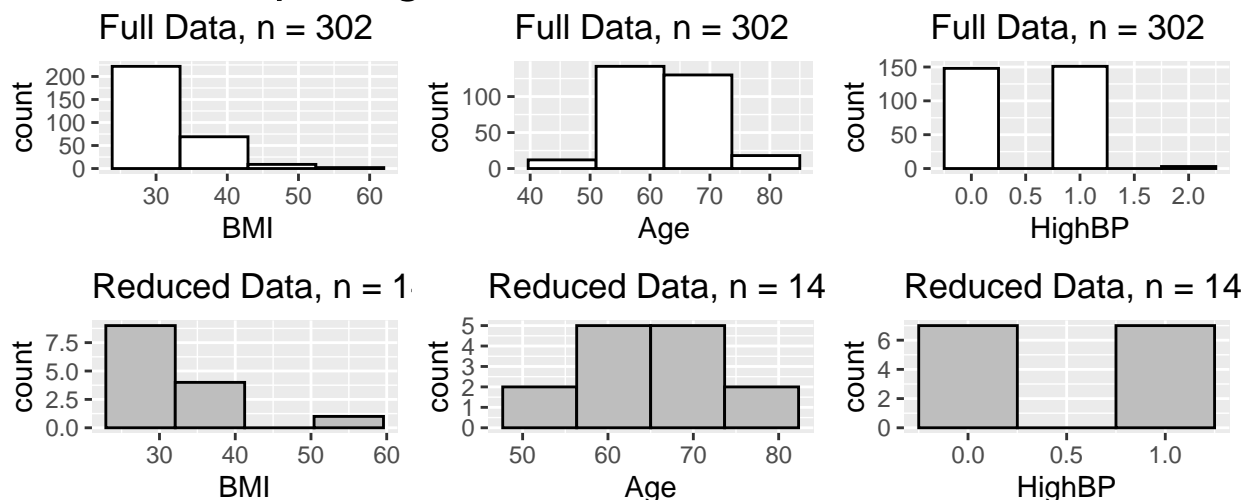 Full Data, n = 302
Full Data, n = 302
Full Data, n = 302
count
200
150
100
50
0
30 40 50 60
BMI
count
100
50
0
40 50 60 70 80
Age
count
150
100
50
0
0.0 0.5 1.0 1.5 2.0
HighBP
Reduced Data, n = 1
Reduced Data, n = 14
Reduced Data, n = 14
count
7.5
5.0
2.5
0.0
30 40 50 60
BMI
count
5
4
3
2
1
0
50 60 70 80
Age
count
6
4
2
0
0.0 0.5 1.0
HighBP